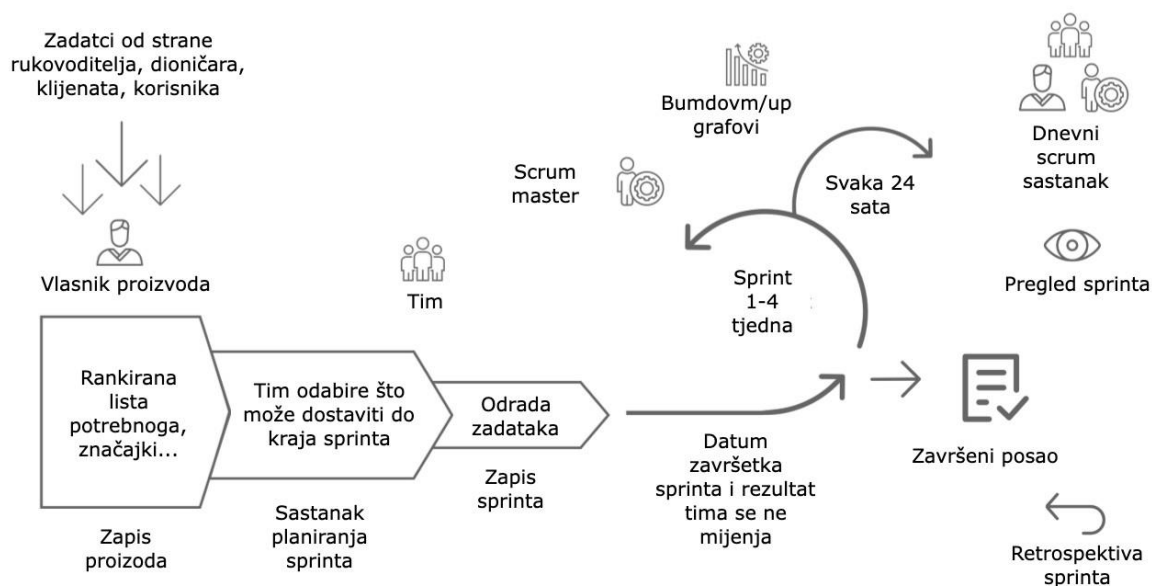 Zadatci od strane
rukovoditelja, dioničara,
klijenata, korisnika
Vlasnik proizvoda
Rankirana
lista
potrebnoga,
značajki...
Zapis
proizoda
Tim odabire što
može dostaviti do
kraja sprinta
Sastanak
planiranja
sprinta
Tim
Odrada
zadataka
Zapis
sprinta
Scrum
master
Bumdovm/up
grafovi
Svaka 24
sata
Sprint
1-4
tjedna
Datum
završetka
sprinta i rezultat
tima se ne
mijenja
Dnevni
scrum
sastanak
Pregled sprinta
Završeni posao
Retrospektiva
sprinta